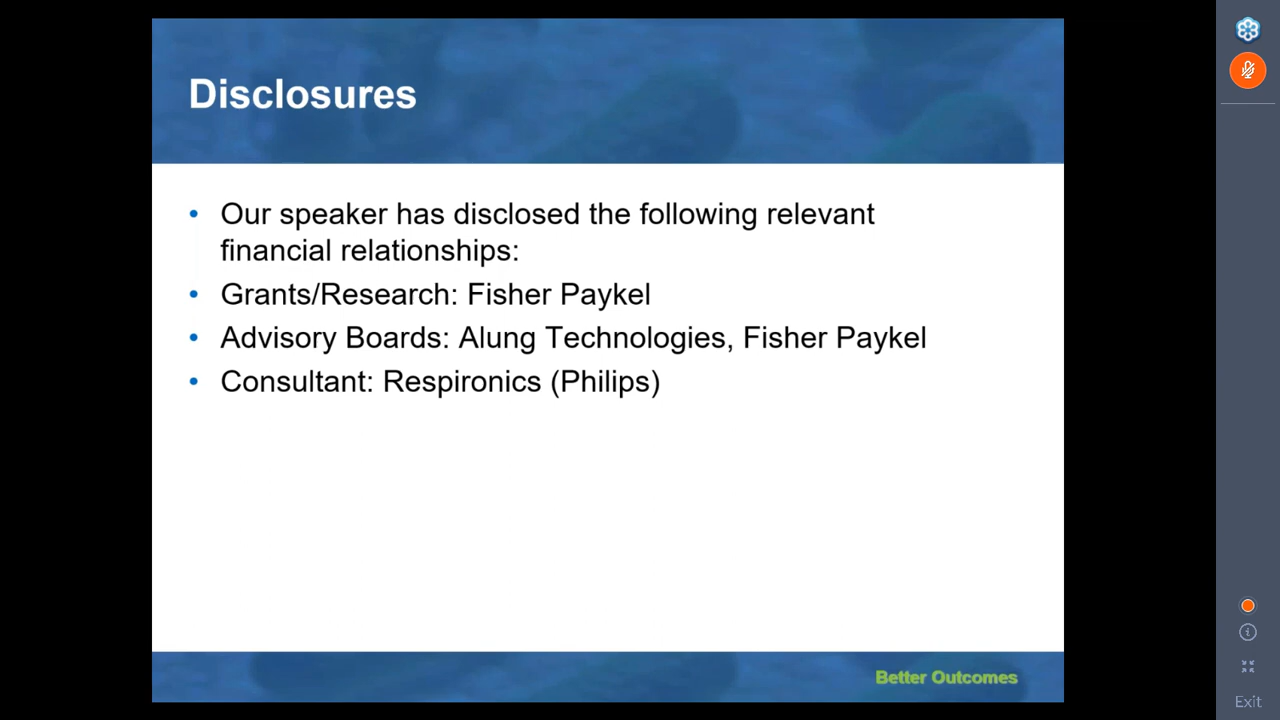 Disclosures
• Our speaker has disclosed the following relevant
financial relationships:
• Grants/Research: Fisher Paykel
• Advisory Boards: Alung Technologies, Fisher Paykel
• Consultant: Respironics (Philips)
Better Outcomes
Exit